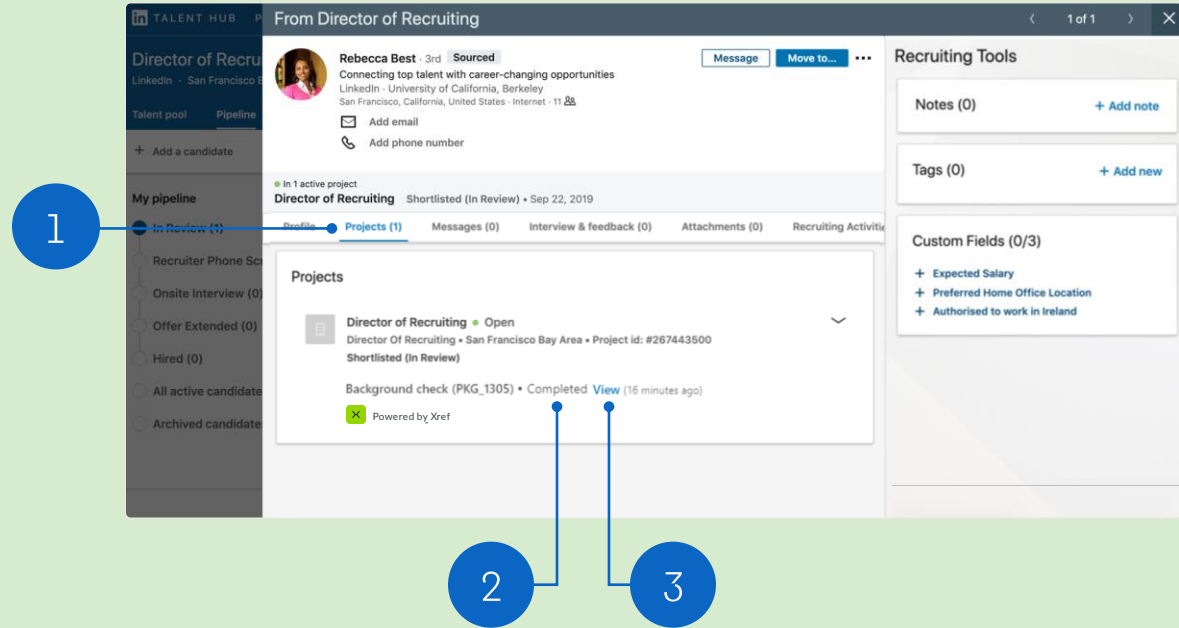 in TALENT HUB P
From Director of Recruiting
1 of 1
Director of Recrui
LinkedIn · San Francisco B
Talent pool Pipeline
+ Add a candidate
My pipeline
In Review (1)
Recruiter Phone Scr
Onsite Interview (0)
Offer Extended (0)
Hired (0)
All active candidate
Archived candidate
Rebecca Best · 3rd Sourced
Connecting top talent with career-changing opportunities
LinkedIn · University of California, Berkeley
San Francisco, California, United States · Internet · 11
Add email
Add phone number
Message Move to... •••
In 1 active project
Director of Recruiting Shortlisted (In Review) • Sep 22, 2019
Profile Projects (1) Messages (0) Interview & feedback (0) Attachments (0) Recruiting Activitie
Projects
Director of Recruiting • Open
Director Of Recruiting • San Francisco Bay Area • Project id: #267443500
Shortlisted (In Review)
Background check (PKG_1305) • Completed View (16 minutes ago)
Powered by Xref
Recruiting Tools
Notes (0) + Add note
Tags (0) + Add new
Custom Fields (0/3)
+ Expected Salary
+ Preferred Home Office Location
+ Authorised to work in Ireland
1
2
3